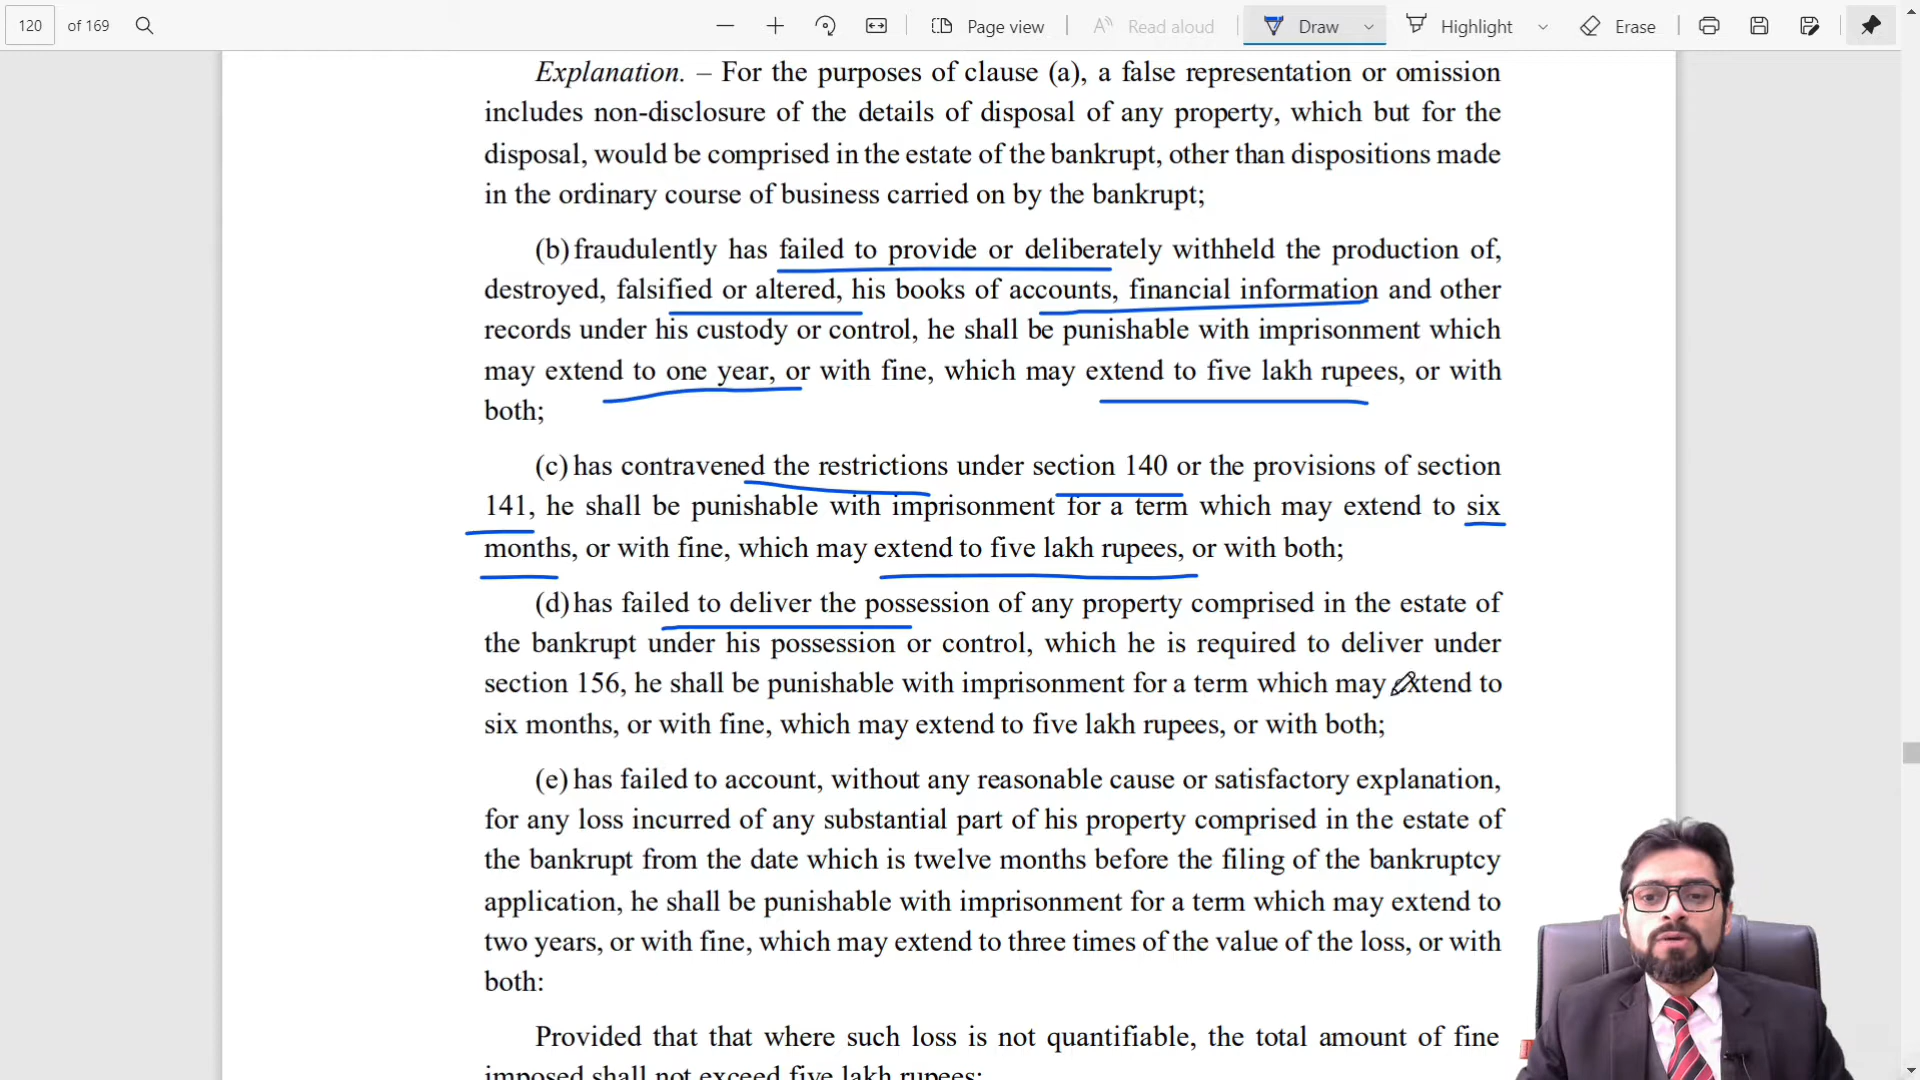 120 of 169 Page view Read aloud Draw Highlight Erase
Explanation. – For the purposes of clause (a), a false representation or omission
includes non-disclosure of the details of disposal of any property, which but for the
disposal, would be comprised in the estate of the bankrupt, other than dispositions made
in the ordinary course of business carried on by the bankrupt;
(b) fraudulently has failed to provide or deliberately withheld the production of,
destroyed, falsified or altered, his books of accounts, financial information and other
records under his custody or control, he shall be punishable with imprisonment which
may extend to one year, or with fine, which may extend to five lakh rupees, or with
both;
(c) has contravened the restrictions under section 140 or the provisions of section
141, he shall be punishable with imprisonment for a term which may extend to six
months, or with fine, which may extend to five lakh rupees, or with both;
(d) has failed to deliver the possession of any property comprised in the estate of
the bankrupt under his possession or control, which he is required to deliver under
section 156, he shall be punishable with imprisonment for a term which may extend to
six months, or with fine, which may extend to five lakh rupees, or with both;
(e) has failed to account, without any reasonable cause or satisfactory explanation,
for any loss incurred of any substantial part of his property comprised in the estate of
the bankrupt from the date which is twelve months before the filing of the bankruptcy
application, he shall be punishable with imprisonment for a term which may extend to
two years, or with fine, which may extend to three times of the value of the loss, or with
both:
Provided that that where such loss is not quantifiable, the total amount of fine
imposed shall not exceed five lakh rupees;